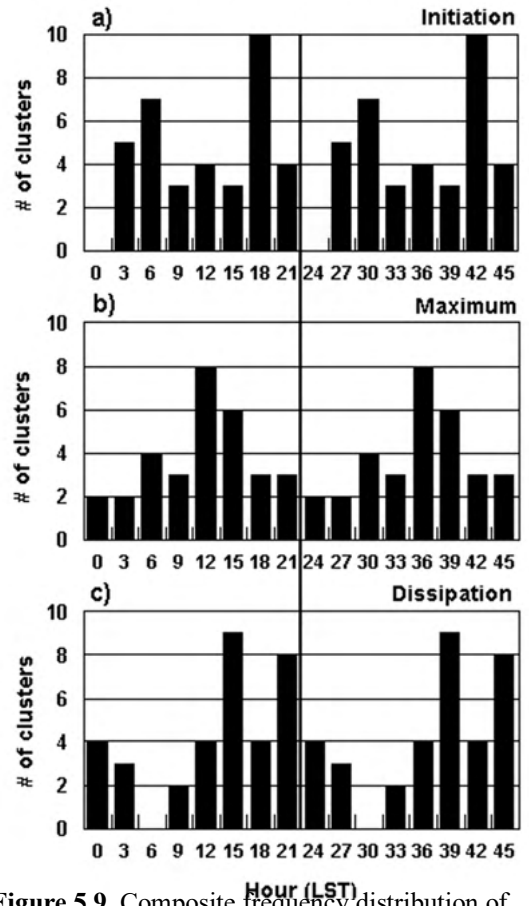 a) Initiation
10
8
6
4
2
0
# of clusters
0 3 6 9 12 15 18 21 24 27 30 33 36 39 42 45
b) Maximum
10
8
6
4
2
0
# of clusters
0 3 6 9 12 15 18 21 24 27 30 33 36 39 42 45
c) Dissipation
10
8
6
4
2
0
# of clusters
0 3 6 9 12 15 18 21 24 27 30 33 36 39 42 45
Hour (LST)
Figure 5.9. Composite frequency distribution of